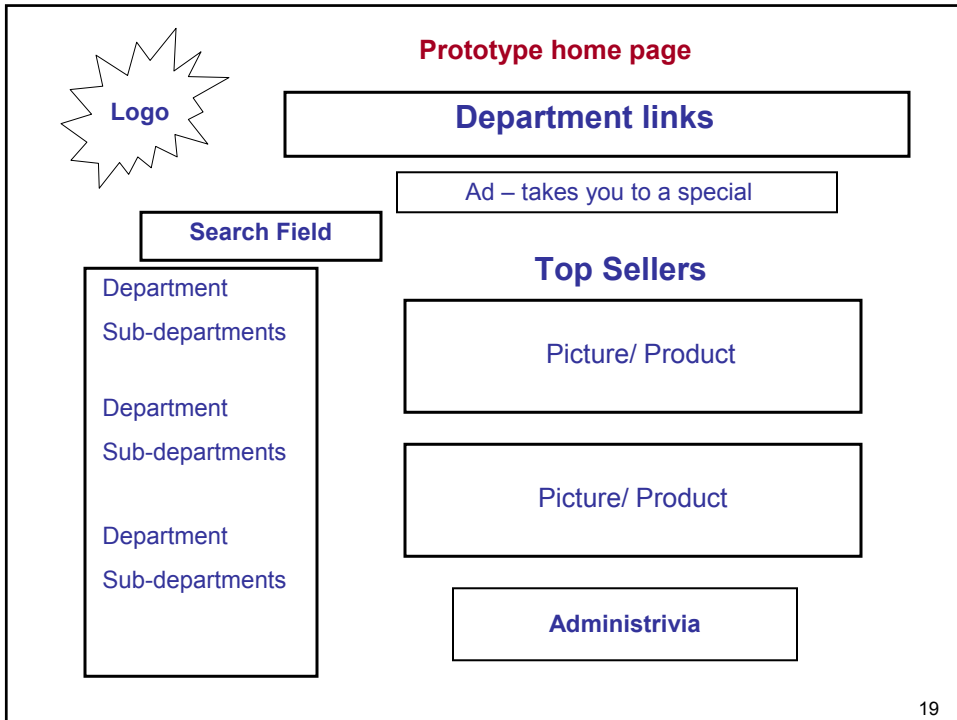 Prototype home page
Logo
Department links
Ad – takes you to a special
Search Field
Department
Sub-departments
Department
Sub-departments
Department
Sub-departments
Top Sellers
Picture/ Product
Picture/ Product
Administrivia
19